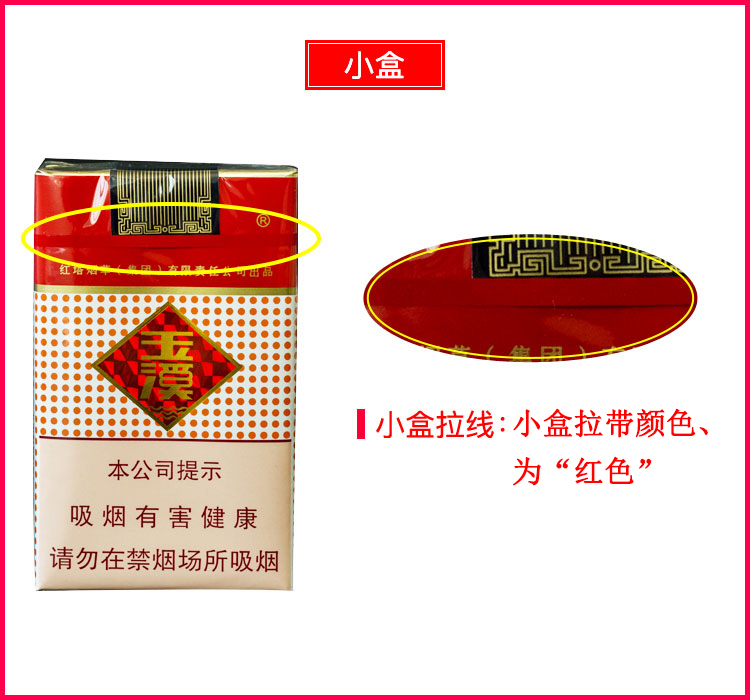 小盒
®
红塔烟草（集团）有限责任公司出品
玉溪
本公司提示
吸烟有害健康
请勿在禁烟场所吸烟
草（集团）有
小盒拉线:小盒拉带颜色、
为“红色”